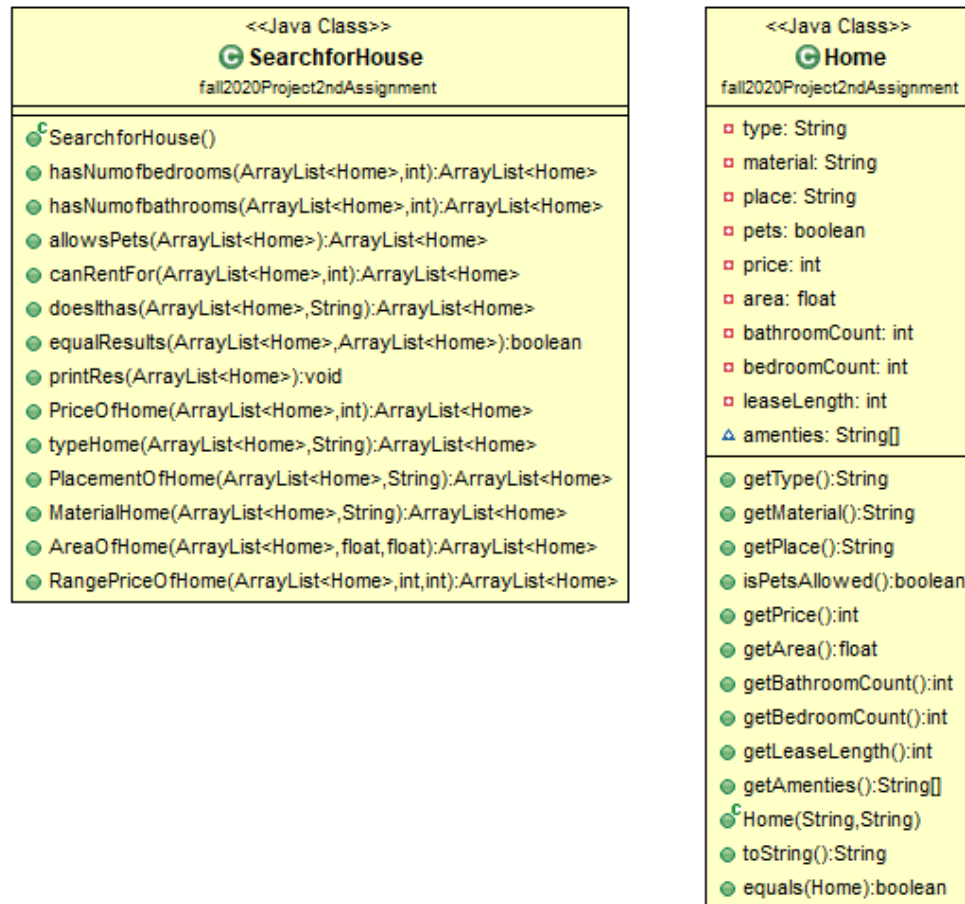 <<Java Class>>
SearchforHouse
fall2020Project2ndAssignment
SearchforHouse()
hasNumofbedrooms(ArrayList<Home>,int):ArrayList<Home>
hasNumofbathrooms(ArrayList<Home>,int):ArrayList<Home>
allowsPets(ArrayList<Home>):ArrayList<Home>
canRentFor(ArrayList<Home>,int):ArrayList<Home>
doesIthas(ArrayList<Home>,String):ArrayList<Home>
equalResults(ArrayList<Home>,ArrayList<Home>):boolean
printRes(ArrayList<Home>):void
PriceOfHome(ArrayList<Home>,int):ArrayList<Home>
typeHome(ArrayList<Home>,String):ArrayList<Home>
PlacementOfHome(ArrayList<Home>,String):ArrayList<Home>
MaterialHome(ArrayList<Home>,String):ArrayList<Home>
AreaOfHome(ArrayList<Home>,float,float):ArrayList<Home>
RangePriceOfHome(ArrayList<Home>,int,int):ArrayList<Home>
<<Java Class>>
Home
fall2020Project2ndAssignment
type: String
material: String
place: String
pets: boolean
price: int
area: float
bathroomCount: int
bedroomCount: int
leaseLength: int
amenties: String[]
getType():String
getMaterial():String
getPlace():String
isPetsAllowed():boolean
getPrice():int
getArea():float
getBathroomCount():int
getBedroomCount():int
getLeaseLength():int
getAmenties():String[]
Home(String,String)
toString():String
equals(Home):boolean